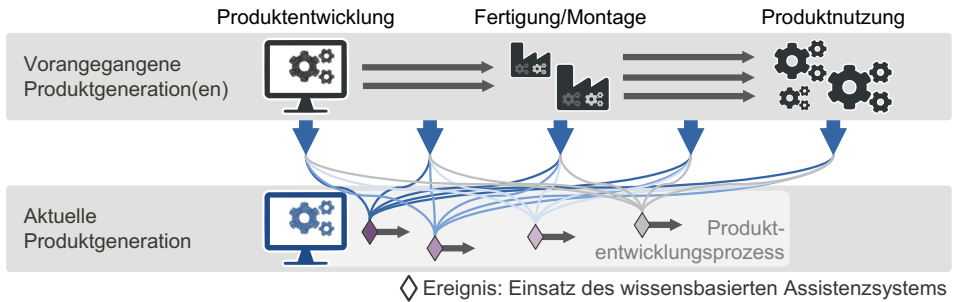 Produktentwicklung
Fertigung/Montage
Produktnutzung
Vorangegangene
Produktgeneration(en)
Aktuelle
Produktgeneration
Produkt-
entwicklungsprozess
Ereignis: Einsatz des wissensbasierten Assistenzsystems